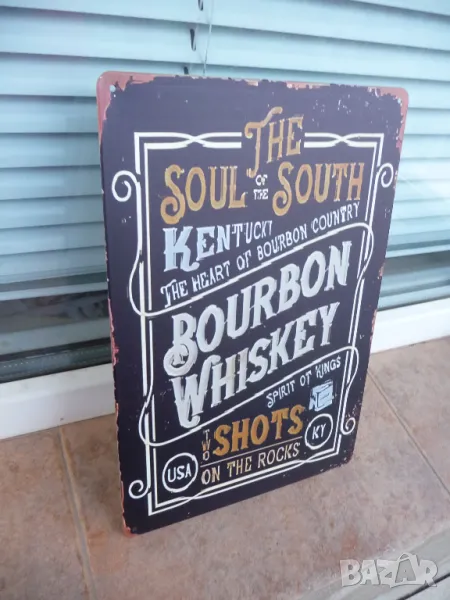 THE
SOUL OF THE SOUTH
KENTUCKY
THE HEART OF BOURBON COUNTRY
BOURBON
WHISKEY
SPIRIT OF KINGS
TWO SHOTS
USA ON THE ROCKS KY
BAZAR